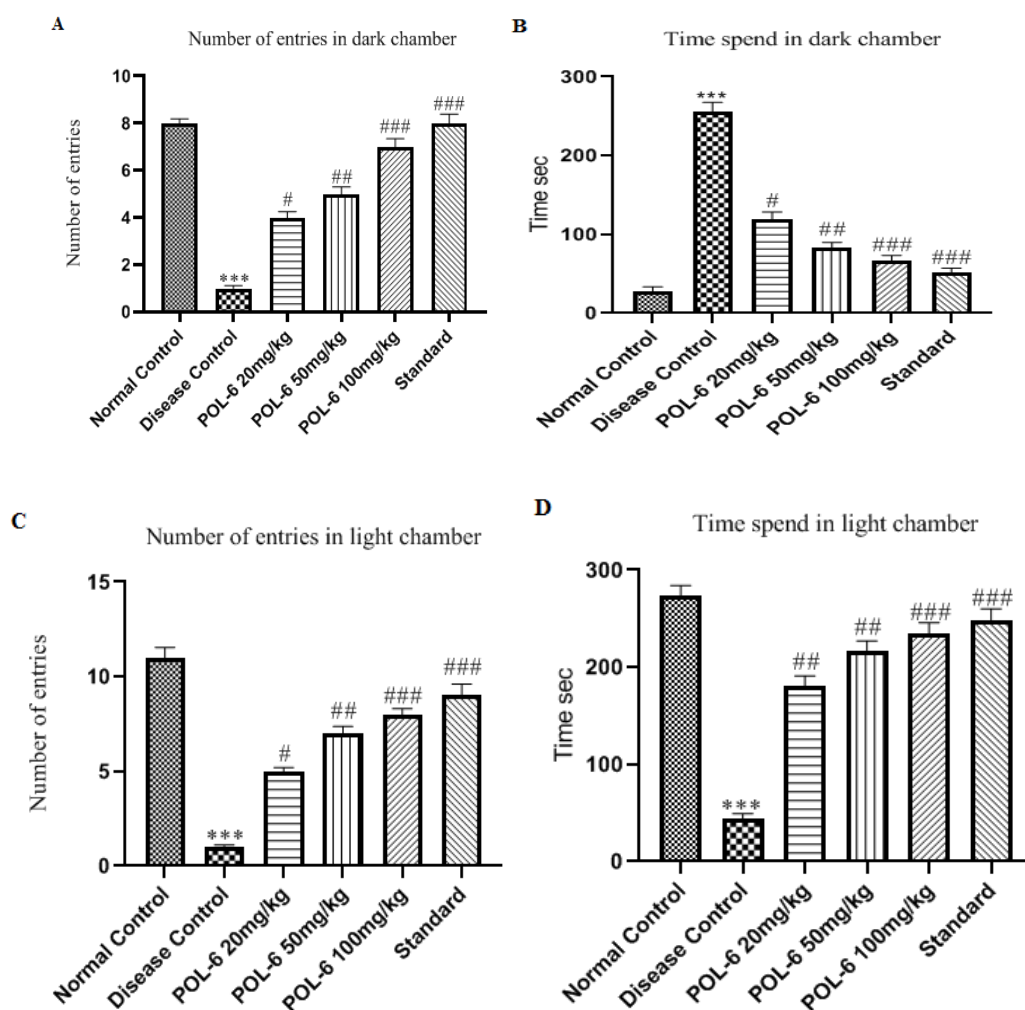 A
Number of entries in dark chamber
Number of entries
10
8
6
4
2
0
***
#
##
###
###
Normal Control
Disease Control
POL-6 20mg/kg
POL-6 50mg/kg
POL-6 100mg/kg
Standard
B
Time spend in dark chamber
Time sec
300
200
100
0
***
#
##
###
###
Normal Control
Disease Control
POL-6 20mg/kg
POL-6 50mg/kg
POL-6 100mg/kg
Standard
C
Number of entries in light chamber
Number of entries
15
10
5
0
***
#
##
###
###
Normal Control
Disease Control
POL-6 20mg/kg
POL-6 50mg/kg
POL-6 100mg/kg
Standard
D
Time spend in light chamber
Time sec
300
200
100
0
***
##
##
###
###
Normal Control
Disease Control
POL-6 20mg/kg
POL-6 50mg/kg
POL-6 100mg/kg
Standard